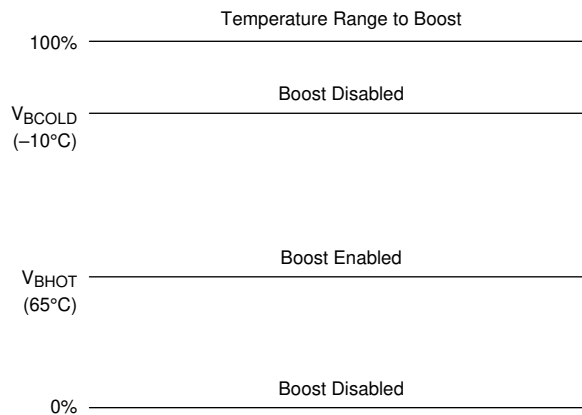 Temperature Range to Boost
100%
Boost Disabled
VBCOLD
(–10°C)
Boost Enabled
VBHOT
(65°C)
Boost Disabled
0%